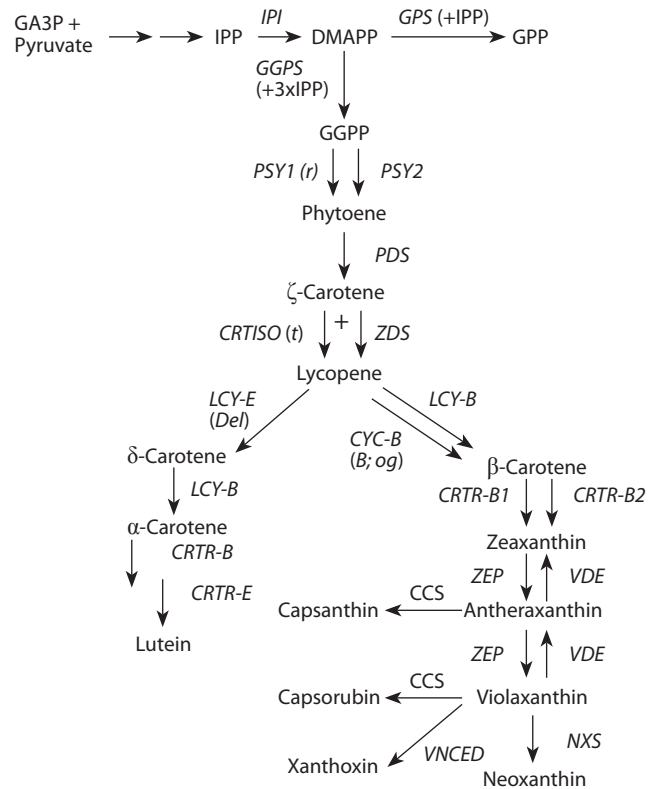 GA3P +
Pyruvate
IPP
IPI
DMAPP
GPS (+IPP)
GPP
GGPS
(+3xIPP)
GGPP
PSY1 (r)
PSY2
Phytoene
PDS
ζ-Carotene
CRTISO (t)
+
ZDS
Lycopene
LCY-E
(Del)
LCY-B
CYC-B
(B; og)
δ-Carotene
β-Carotene
LCY-B
CRTR-B1
CRTR-B2
α-Carotene
CRTR-B
Zeaxanthin
CRTR-E
ZEP
VDE
Lutein
Capsanthin
CCS
Antheraxanthin
ZEP
VDE
Capsorubin
CCS
Violaxanthin
Xanthoxin
VNCED
NXS
Neoxanthin